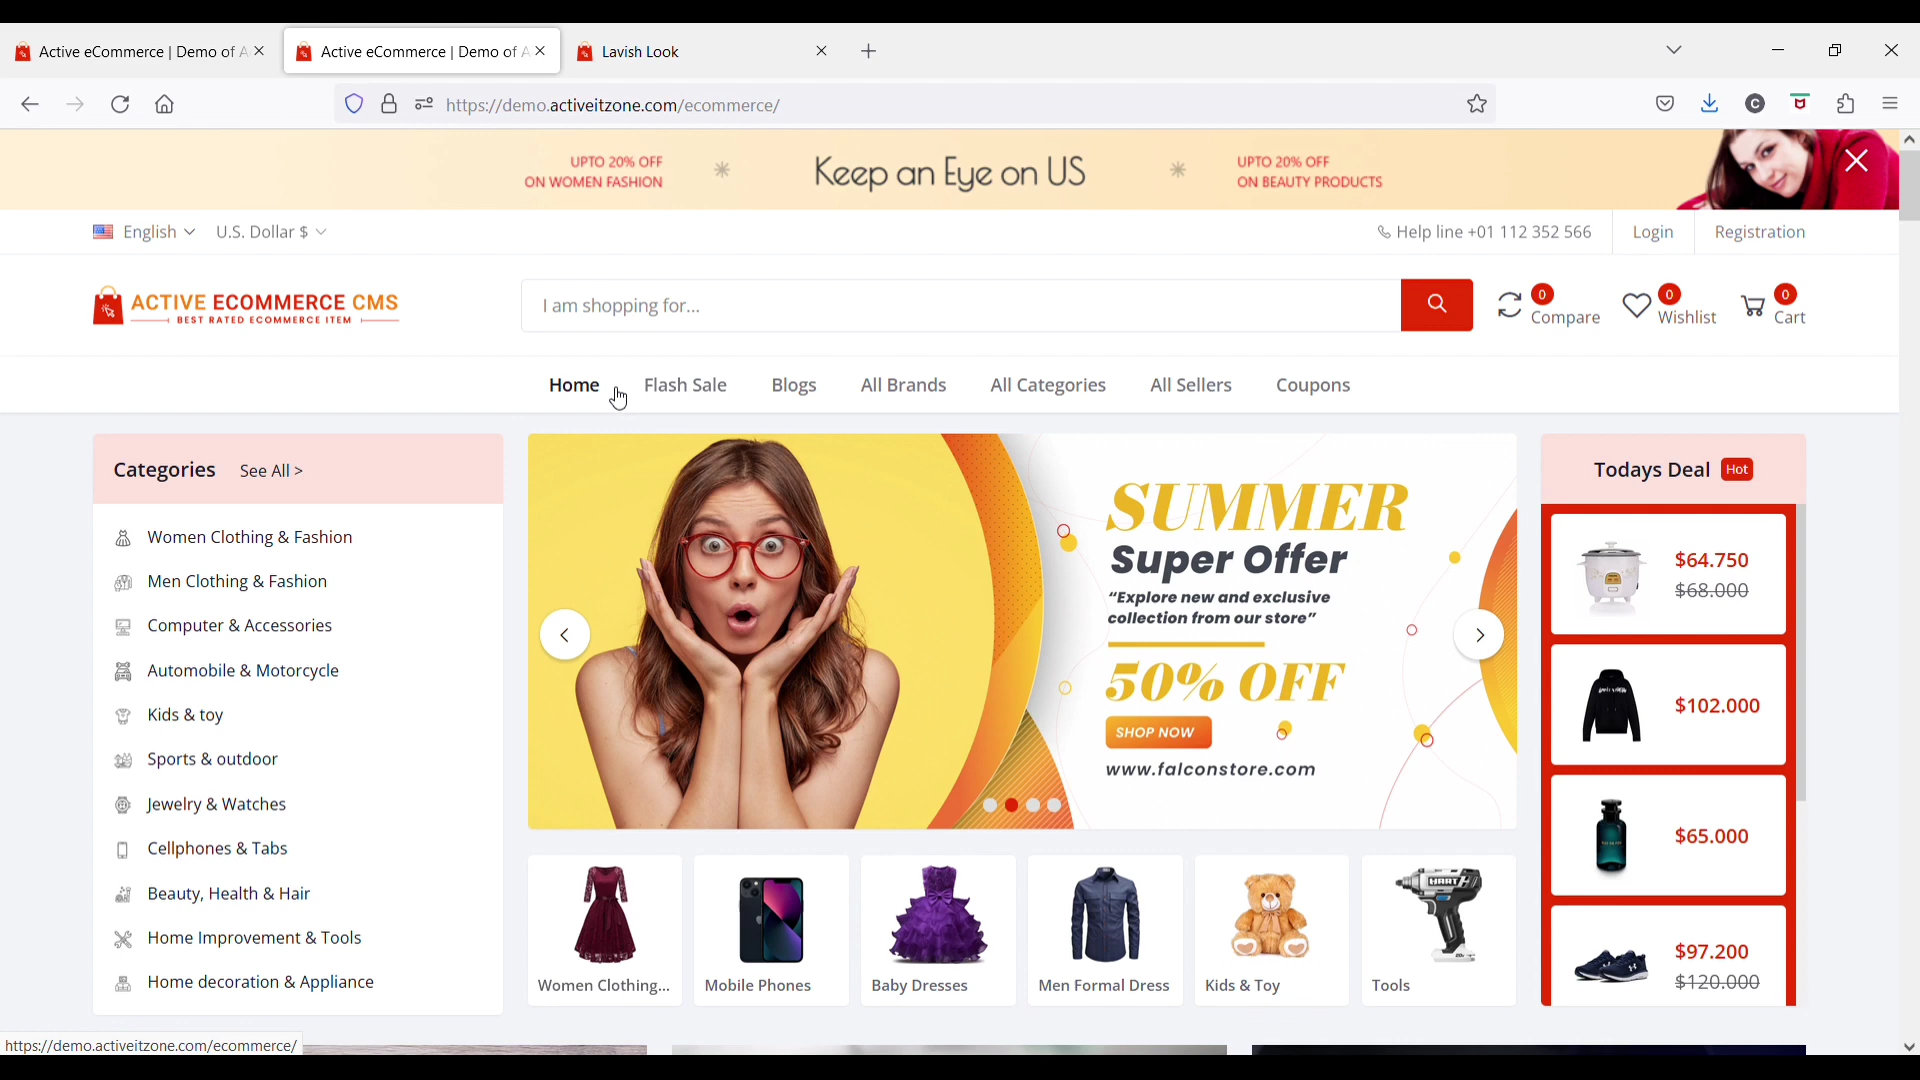 Active eCommerce | Demo of A
Active eCommerce | Demo of A
Lavish Look
https://demo.activeitzone.com/ecommerce/
UPTO 20% OFF
ON WOMEN FASHION
Keep an Eye on US
UPTO 20% OFF
ON BEAUTY PRODUCTS
English
U.S. Dollar $
Help line +01 112 352 566
Login
Registration
ACTIVE ECOMMERCE CMS
BEST RATED ECOMMERCE ITEM
I am shopping for...
0
Compare
0
Wishlist
0
Cart
Home
Flash Sale
Blogs
All Brands
All Categories
All Sellers
Coupons
Categories
See All >
Women Clothing & Fashion
Men Clothing & Fashion
Computer & Accessories
Automobile & Motorcycle
Kids & toy
Sports & outdoor
Jewelry & Watches
Cellphones & Tabs
Beauty, Health & Hair
Home Improvement & Tools
Home decoration & Appliance
SUMMER
Super Offer
“Explore new and exclusive
collection from our store”
50% OFF
SHOP NOW
www.falconstore.com
Women Clothing...
Mobile Phones
Baby Dresses
Men Formal Dress
Kids & Toy
HART
Tools
Todays Deal
Hot
$64.750
$68.000
$102.000
$65.000
$97.200
$120.000
https://demo.activeitzone.com/ecommerce/